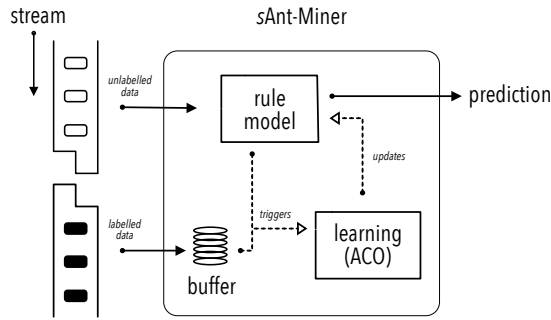 stream
sAnt-Miner
unlabelled
data
rule
model
prediction
updates
labelled
data
triggers
buffer
learning
(ACO)